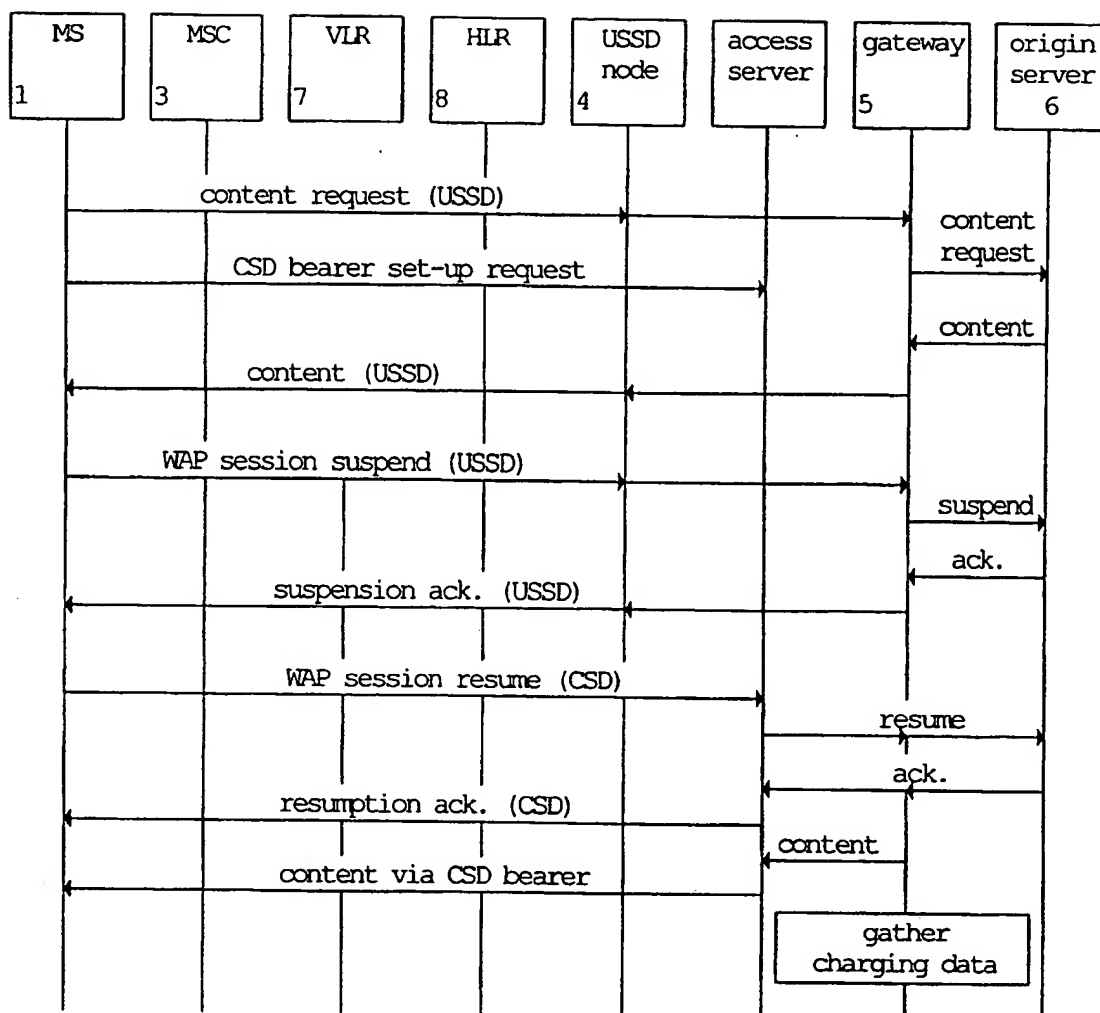 MS
1
MSC
3
VLR
7
HLR
8
USSD
node
4
access
server
gateway
5
origin
server
6
content request (USSD)
content
request
CSD bearer set-up request
content
content (USSD)
WAP session suspend (USSD)
suspend
ack.
suspension ack. (USSD)
WAP session resume (CSD)
resume
ack.
resumption ack. (CSD)
content
content via CSD bearer
gather
charging data